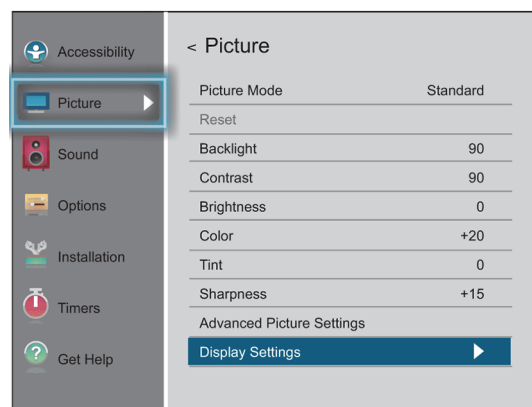 Accessibility
Picture
Sound
Options
Installation
Timers
Get Help
< Picture
Picture Mode Standard
Reset
Backlight 90
Contrast 90
Brightness 0
Color +20
Tint 0
Sharpness +15
Advanced Picture Settings
Display Settings